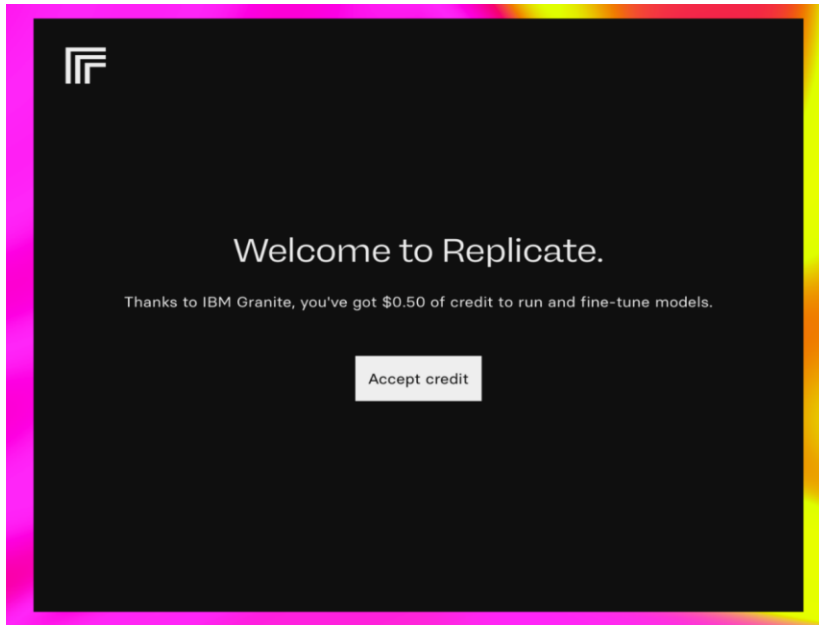 Welcome to Replicate.
Thanks to IBM Granite, you've got $0.50 of credit to run and fine-tune models.
Accept credit